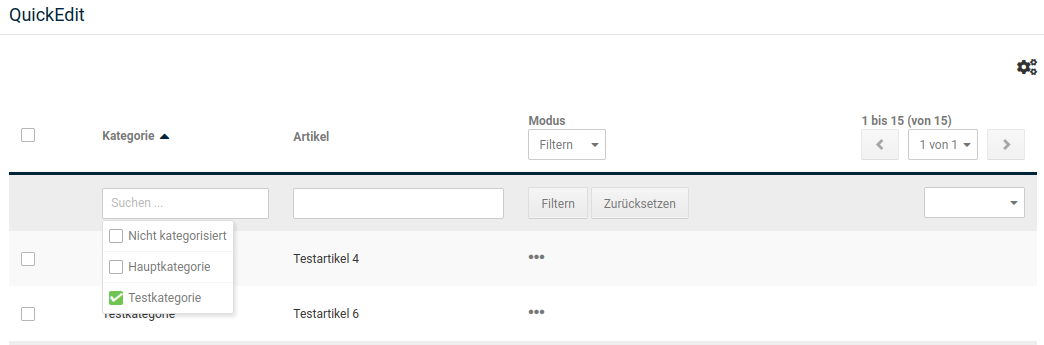 QuickEdit
Kategorie
Artikel
Modus
Filtern
1 bis 15 (von 15)
1 von 1
Suchen ...
Filtern
Zurücksetzen
Nicht kategorisiert
Hauptkategorie
Testkategorie
Testartikel 4
Testkategorie
Testartikel 6